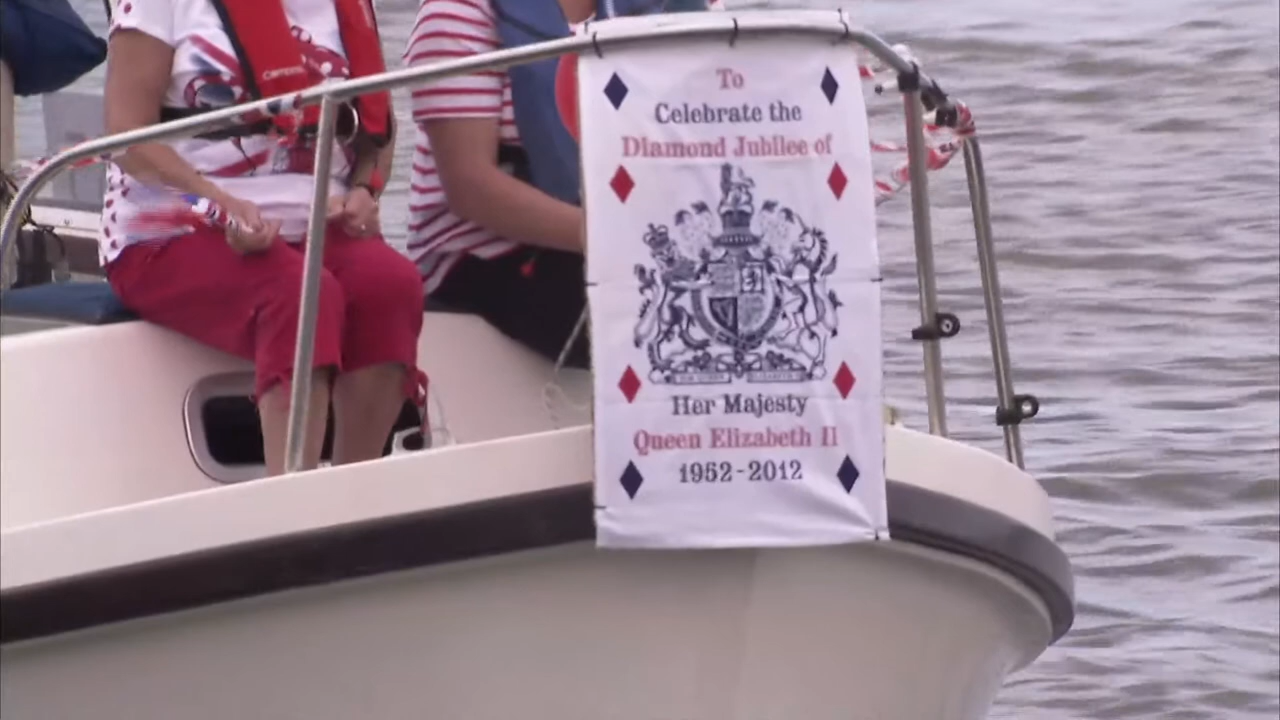 To
Celebrate the
Diamond Jubilee of
Her Majesty
Queen Elizabeth II
1952-2012